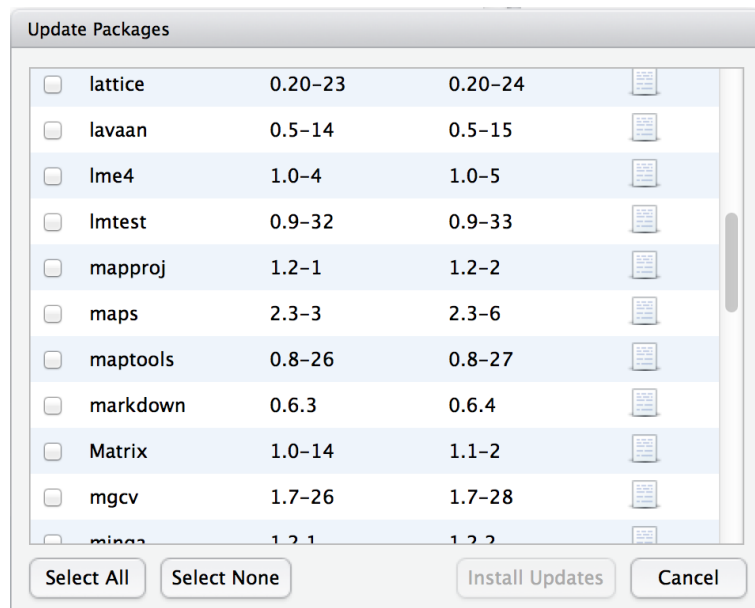 Update Packages
lattice 0.20-23 0.20-24
lavaan 0.5-14 0.5-15
lme4 1.0-4 1.0-5
lmtest 0.9-32 0.9-33
mapproj 1.2-1 1.2-2
maps 2.3-3 2.3-6
maptools 0.8-26 0.8-27
markdown 0.6.3 0.6.4
Matrix 1.0-14 1.1-2
mgcv 1.7-26 1.7-28
minqa
Select All Select None Install Updates Cancel